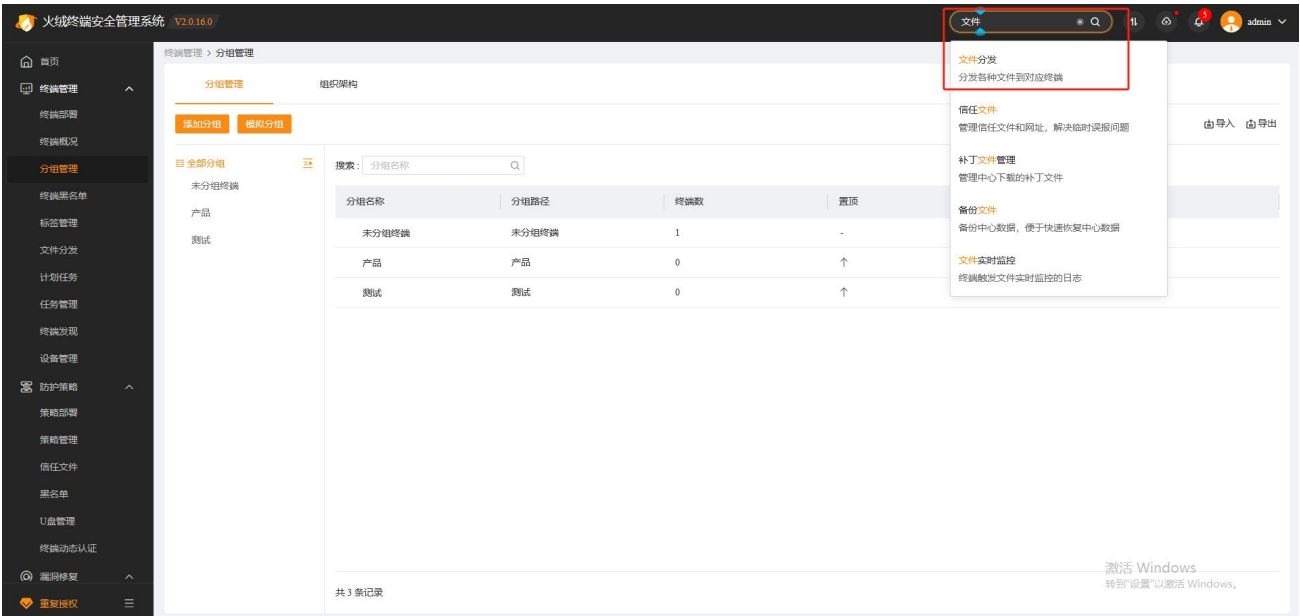 火绒终端安全管理系统 V2.0.16.0
文件
5
admin
首页
终端管理
终端部署
终端概况
分组管理
终端黑名单
标签管理
文件分发
计划任务
任务管理
终端发现
设备管理
防护策略
策略部署
策略管理
信任文件
黑名单
U盘管理
终端动态认证
漏洞修复
重复授权
终端管理 > 分组管理
分组管理 组织架构
添加分组 模拟分组
导入 导出
全部分组
未分组终端
产品
测试
搜索: 分组名称
分组名称 分组路径 终端数 置顶
未分组终端 未分组终端 1 -
产品 产品 0 ↑
测试 测试 0 ↑
共 3 条记录
文件分发
分发各种文件到对应终端
信任文件
管理信任文件和网址，解决临时误报问题
补丁文件管理
管理中心下载的补丁文件
备份文件
备份中心数据，便于快速恢复中心数据
文件实时监控
终端触发文件实时监控的日志
激活 Windows
转到"设置"以激活 Windows。